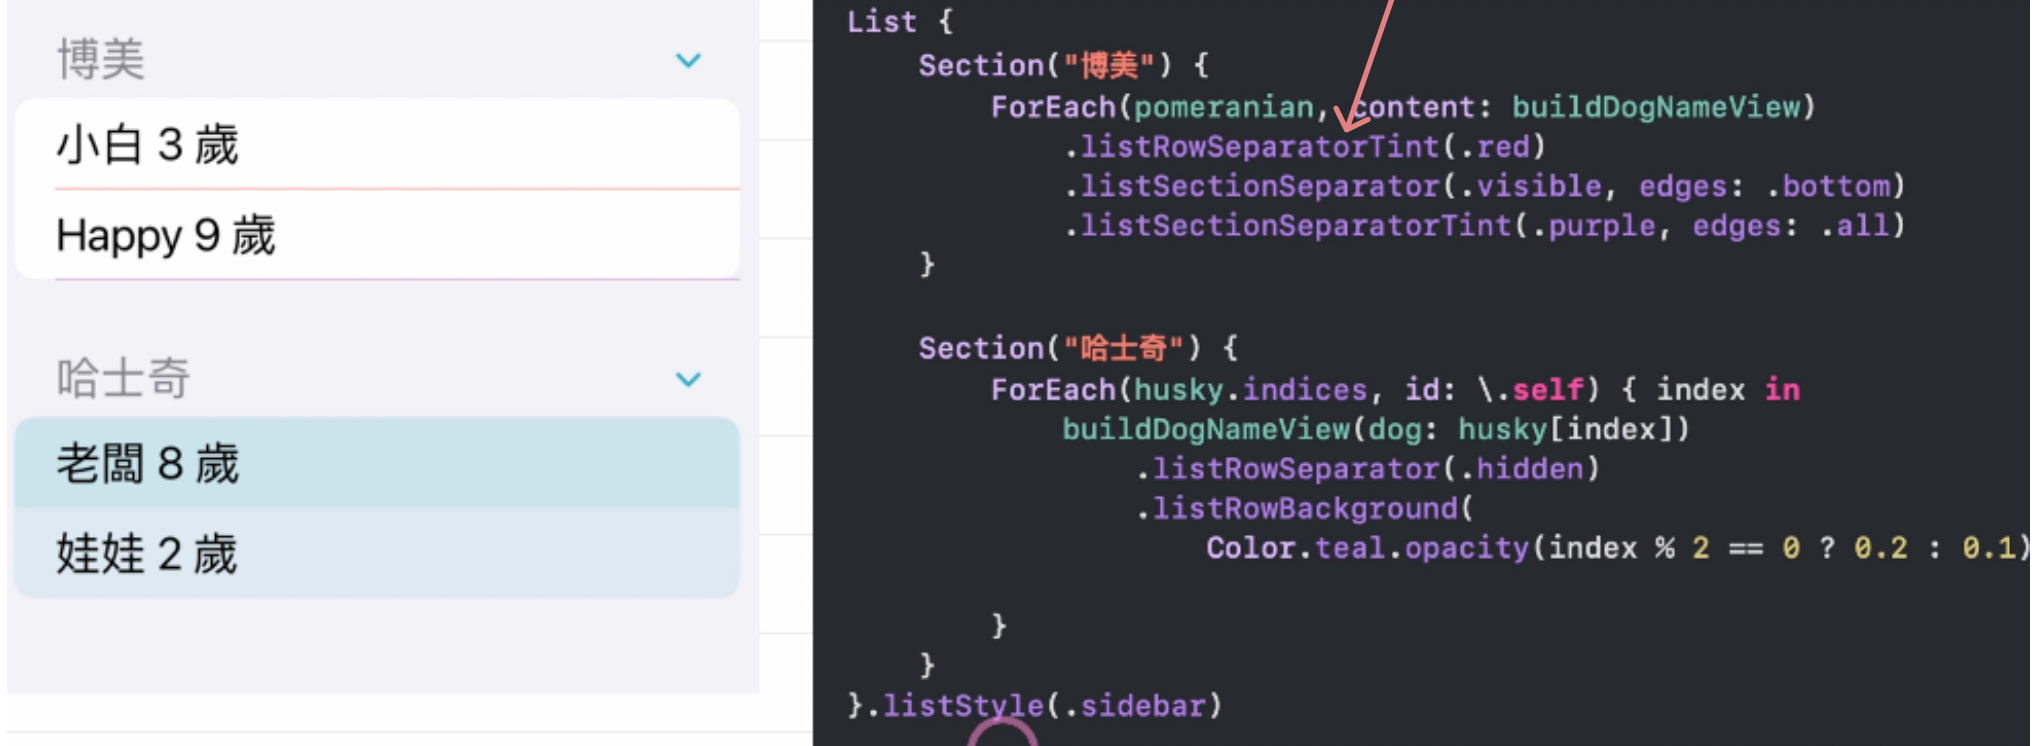 博美
小白 3 歲
Happy 9 歲
哈士奇
老闆 8 歲
娃娃 2 歲
List {
Section("博美") {
ForEach(pomeranian, content: buildDogNameView)
.listRowSeparatorTint(.red)
.listSectionSeparator(.visible, edges: .bottom)
.listSectionSeparatorTint(.purple, edges: .all)
}
Section("哈士奇") {
ForEach(husky.indices, id: \.self) { index in
buildDogNameView(dog: husky[index])
.listRowSeparator(.hidden)
.listRowBackground(
Color.teal.opacity(index % 2 == 0 ? 0.2 : 0.1)
}
}
}.listStyle(.sidebar)